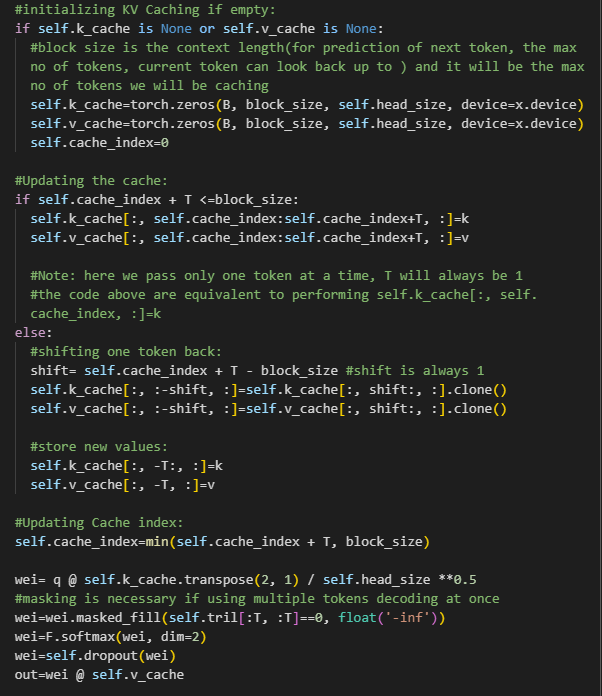 #initializing KV Caching if empty:
if self.k_cache is None or self.v_cache is None:
#block size is the context length(for prediction of next token, the max
no of tokens, current token can look back up to ) and it will be the max
no of tokens we will be caching
self.k_cache=torch.zeros(B, block_size, self.head_size, device=x.device)
self.v_cache=torch.zeros(B, block_size, self.head_size, device=x.device)
self.cache_index=0
#Updating the cache:
if self.cache_index + T <=block_size:
self.k_cache[:, self.cache_index:self.cache_index+T, :]=k
self.v_cache[:, self.cache_index:self.cache_index+T, :]=v
#Note: here we pass only one token at a time, T will always be 1
#the code above are equivalent to performing self.k_cache[:, self.
cache_index, :]=k
else:
#shifting one token back:
shift= self.cache_index + T - block_size #shift is always 1
self.k_cache[:, :-shift, :]=self.k_cache[:, shift:, :].clone()
self.v_cache[:, :-shift, :]=self.v_cache[:, shift:, :].clone()
#store new values:
self.k_cache[:, -T:, :]=k
self.v_cache[:, -T, :]=v
#Updating Cache index:
self.cache_index=min(self.cache_index + T, block_size)
wei= q @ self.k_cache.transpose(2, 1) / self.head_size **0.5
#masking is necessary if using multiple tokens decoding at once
wei=wei.masked_fill(self.tril[:T, :T]==0, float('-inf'))
wei=F.softmax(wei, dim=2)
wei=self.dropout(wei)
out=wei @ self.v_cache